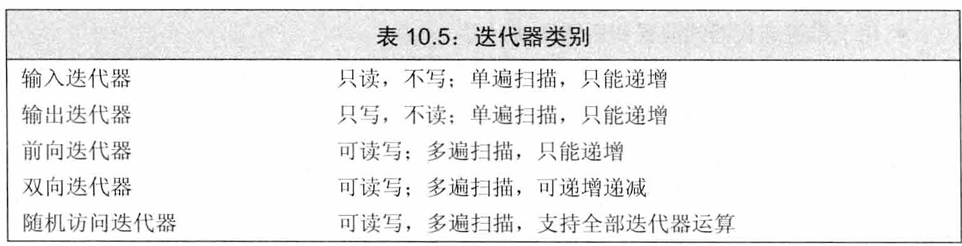 表 10.5：迭代器类别
输入迭代器 只读，不写；单遍扫描，只能递增
输出迭代器 只写，不读；单遍扫描，只能递增
前向迭代器 可读写；多遍扫描，只能递增
双向迭代器 可读写；多遍扫描，可递增递减
随机访问迭代器 可读写，多遍扫描，支持全部迭代器运算